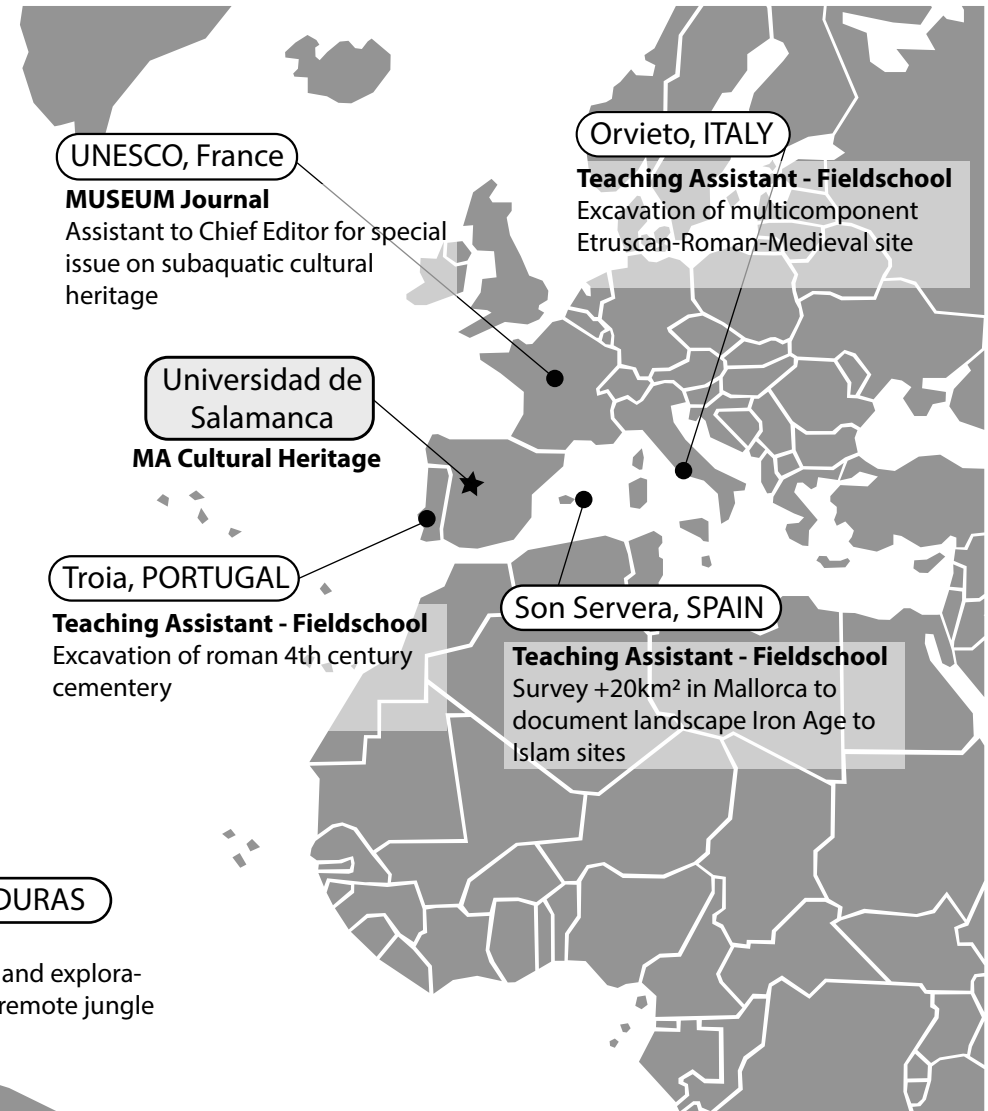 UNESCO, France
MUSEUM Journal
Assistant to Chief Editor for special
issue on subaquatic cultural
heritage
Orvieto, ITALY
Teaching Assistant - Fieldschool
Excavation of multicomponent
Etruscan-Roman-Medieval site
Universidad de
Salamanca
MA Cultural Heritage
Troia, PORTUGAL
Teaching Assistant - Fieldschool
Excavation of roman 4th century
cementery
Son Servera, SPAIN
Teaching Assistant - Fieldschool
Survey +20km² in Mallorca to
document landscape Iron Age to
Islam sites
DURAS
and explora-
remote jungle